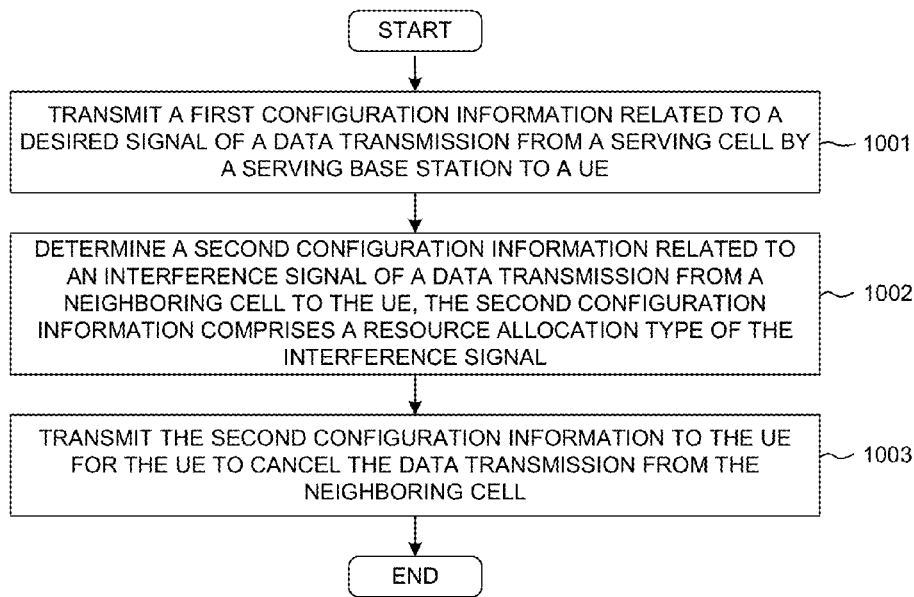 START
TRANSMIT A FIRST CONFIGURATION INFORMATION RELATED TO A
DESIRED SIGNAL OF A DATA TRANSMISSION FROM A SERVING CELL BY
A SERVING BASE STATION TO A UE
1001
DETERMINE A SECOND CONFIGURATION INFORMATION RELATED TO
AN INTERFERENCE SIGNAL OF A DATA TRANSMISSION FROM A
NEIGHBORING CELL TO THE UE, THE SECOND CONFIGURATION
INFORMATION COMPRISES A RESOURCE ALLOCATION TYPE OF THE
INTERFERENCE SIGNAL
1002
TRANSMIT THE SECOND CONFIGURATION INFORMATION TO THE UE
FOR THE UE TO CANCEL THE DATA TRANSMISSION FROM THE
NEIGHBORING CELL
1003
END